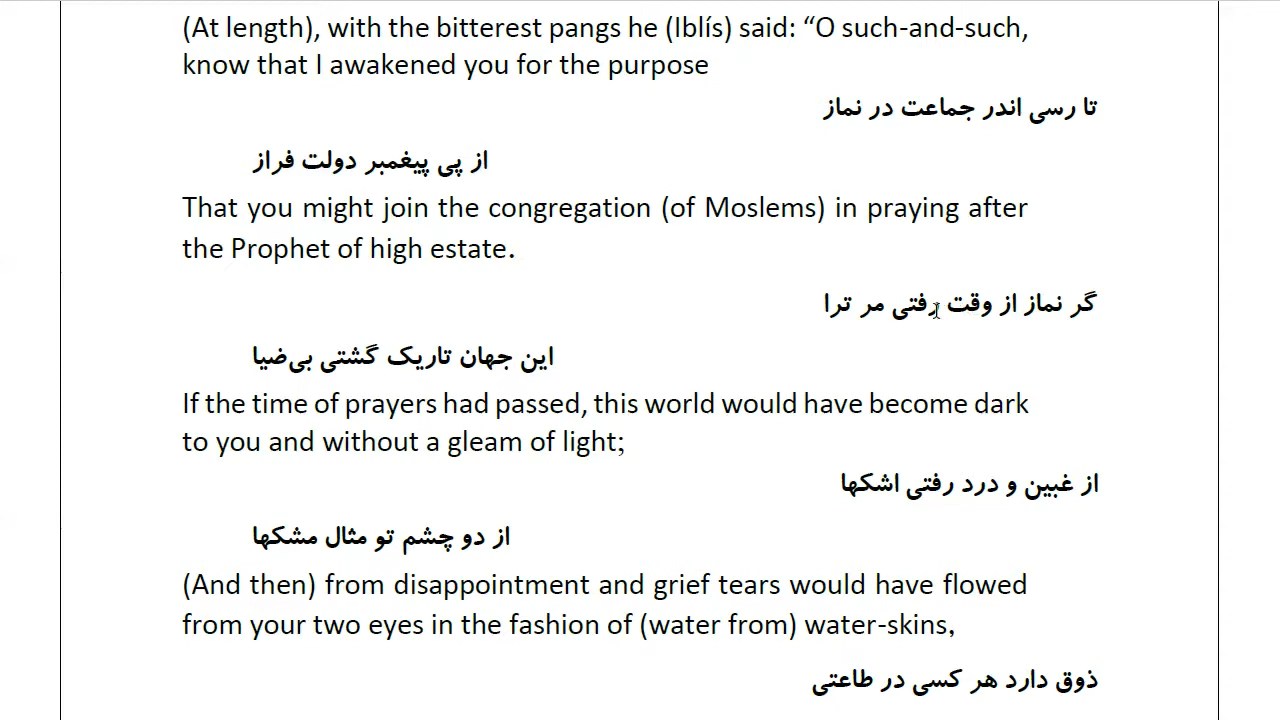 (At length), with the bitterest pangs he (Iblís) said: “O such-and-such,
know that I awakened you for the purpose
تا رسی اندر جماعت در نماز
از پی پیغمبر دولت فراز
That you might join the congregation (of Moslems) in praying after
the Prophet of high estate.
گر نماز از وقت رفتی مر ترا
این جهان تاریک گشتی بی‌ضیا
If the time of prayers had passed, this world would have become dark
to you and without a gleam of light;
از غبین و درد رفتی اشکها
از دو چشم تو مثال مشکها
(And then) from disappointment and grief tears would have flowed
from your two eyes in the fashion of (water from) water-skins,
ذوق دارد هر کسی در طاعتی